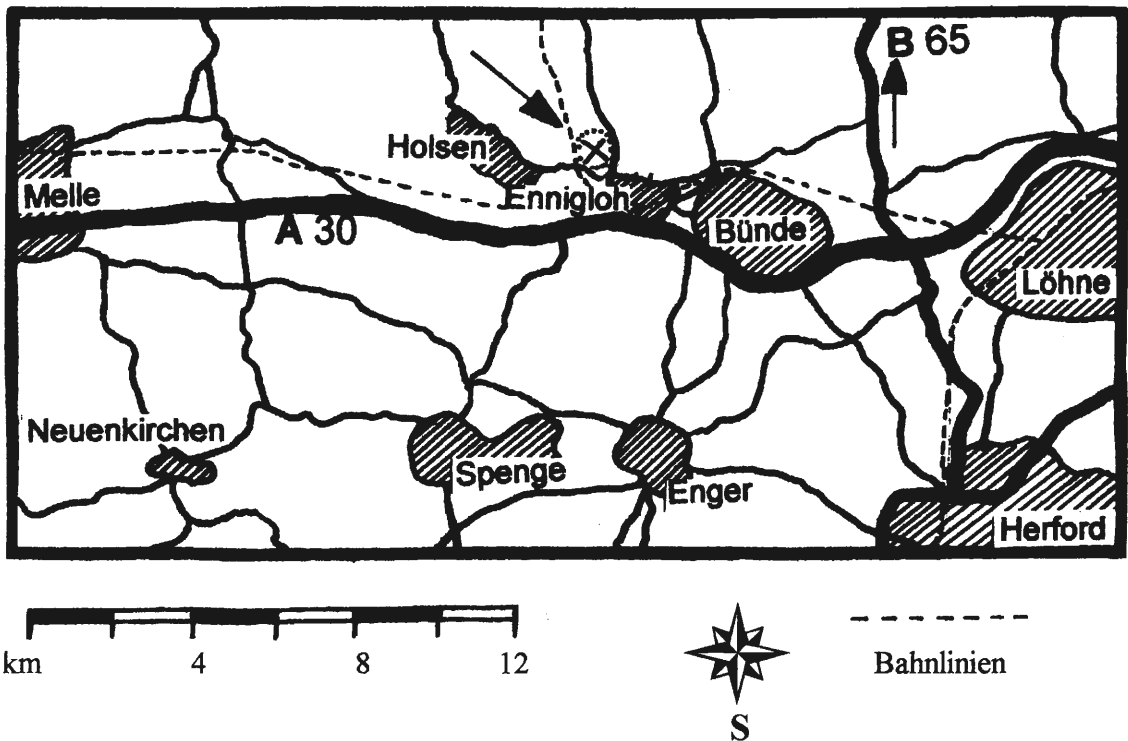 B 65
Holsen
Melle
Ennigloh
A 30
Bünde
Löhne
Neuenkirchen
Spenge
Enger
Herford
km 4 8 12
Bahnlinien
S